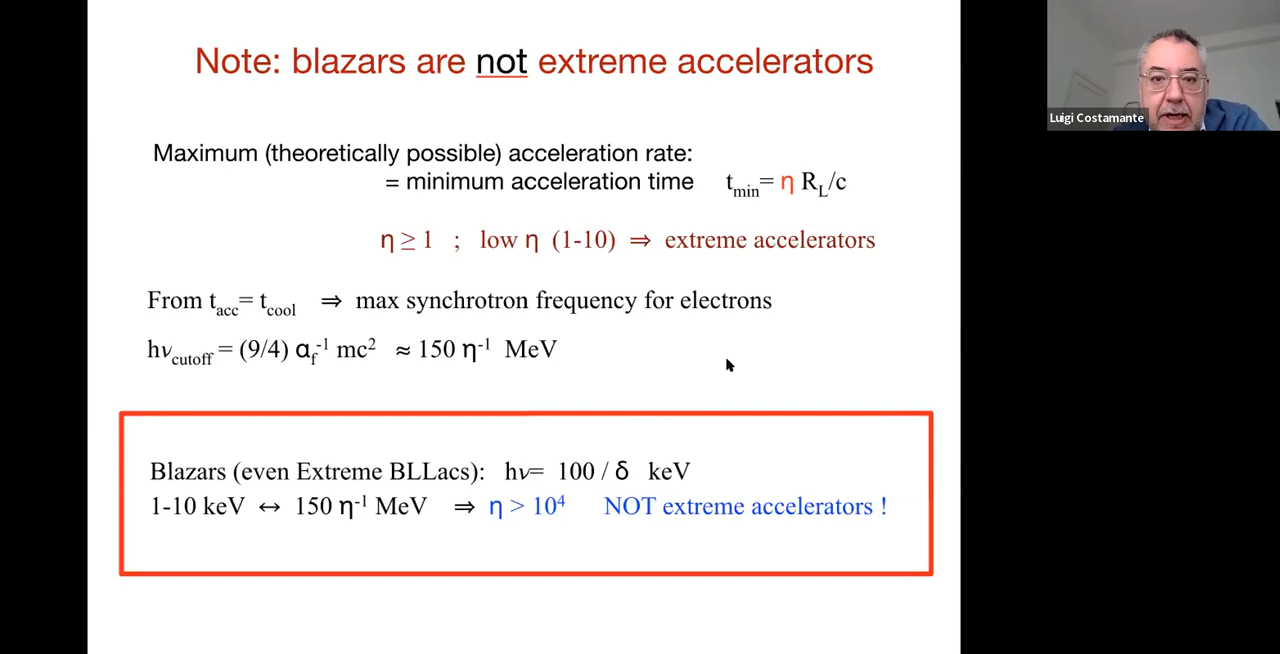 Note: blazars are not extreme accelerators
Luigi Costamante
Maximum (theoretically possible) acceleration rate:
= minimum acceleration time t_min= η R_L/c
η ≥ 1 ; low η (1-10) ⇒ extreme accelerators
From t_acc= t_cool ⇒ max synchrotron frequency for electrons
hν_cutoff = (9/4) α_f^-1 mc² ≈ 150 η^-1 MeV
Blazars (even Extreme BLLacs): hν= 100 / δ keV
1-10 keV ↔ 150 η^-1 MeV ⇒ η > 10⁴ NOT extreme accelerators !